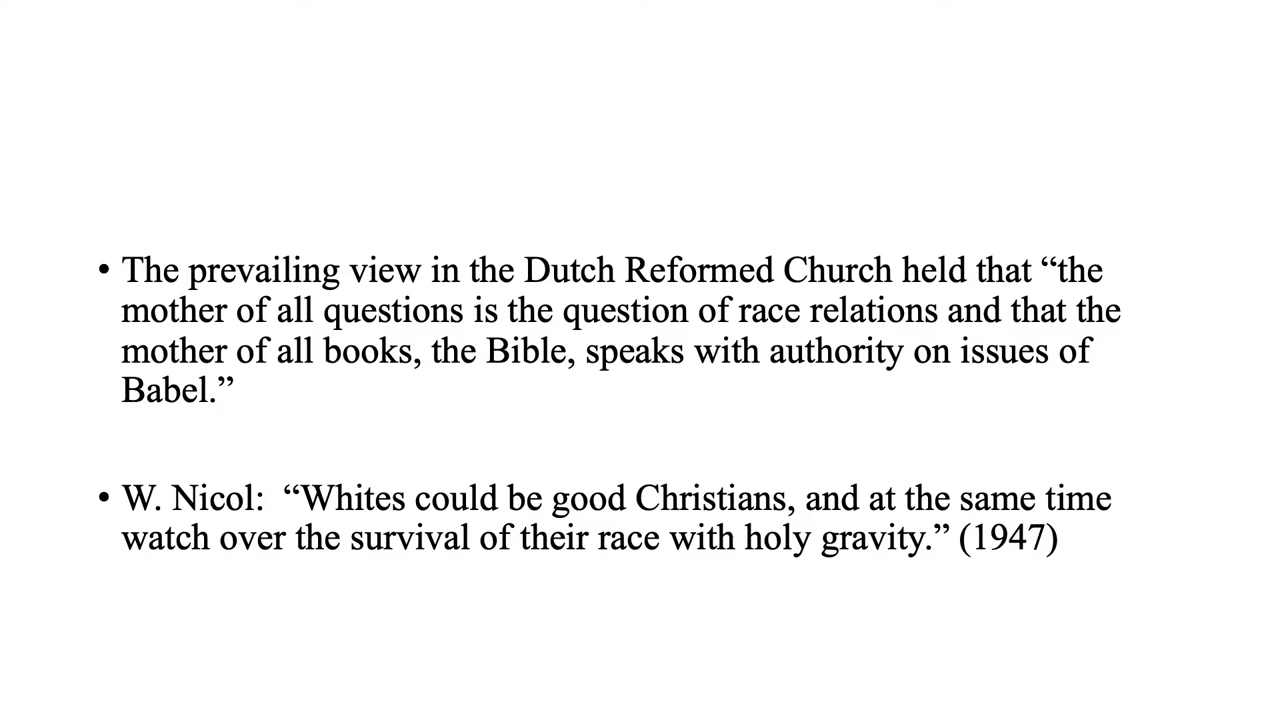 • The prevailing view in the Dutch Reformed Church held that “the
mother of all questions is the question of race relations and that the
mother of all books, the Bible, speaks with authority on issues of
Babel.”
• W. Nicol:  “Whites could be good Christians, and at the same time
watch over the survival of their race with holy gravity.” (1947)